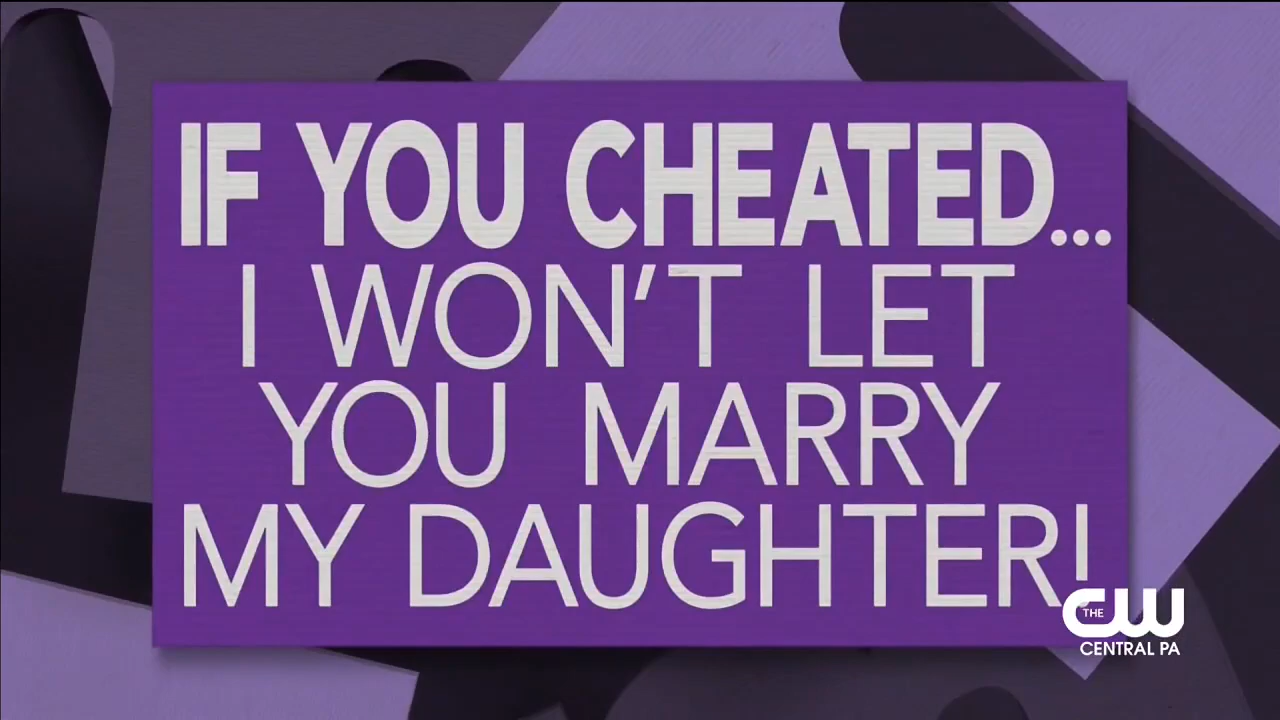 IF YOU CHEATED...
I WON'T LET
YOU MARRY
MY DAUGHTER!
THE CW
CENTRAL PA